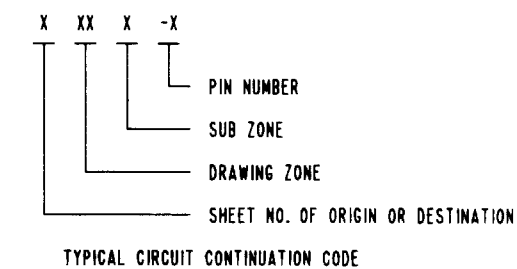 X XX X -X
PIN NUMBER
SUB ZONE
DRAWING ZONE
SHEET NO. OF ORIGIN OR DESTINATION
TYPICAL CIRCUIT CONTINUATION CODE